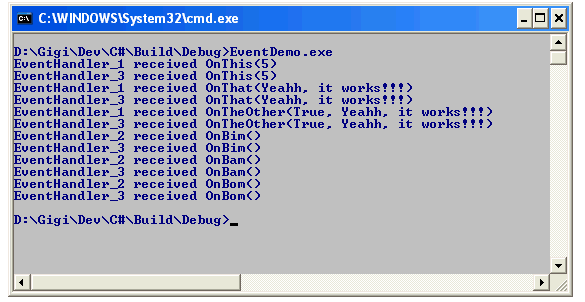 C:\WINDOWS\System32\cmd.exe
D:\Gigi\Dev\C#\Build\Debug>EventDemo.exe
EventHandler_1 received OnThis(5)
EventHandler_3 received OnThis(5)
EventHandler_1 received OnThat(Yeahh, it works!!!)
EventHandler_3 received OnThat(Yeahh, it works!!!)
EventHandler_1 received OnTheOther(True, Yeahh, it works!!!)
EventHandler_3 received OnTheOther(True, Yeahh, it works!!!)
EventHandler_2 received OnBim()
EventHandler_3 received OnBim()
EventHandler_2 received OnBam()
EventHandler_3 received OnBam()
EventHandler_2 received OnBom()
EventHandler_3 received OnBom()
D:\Gigi\Dev\C#\Build\Debug>_